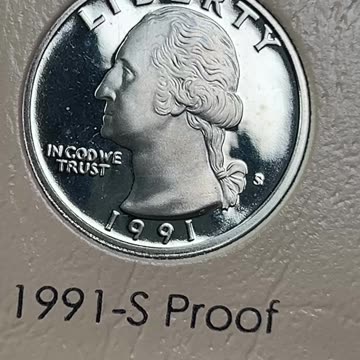 LIBERTY
IN GOD WE
TRUST
S
1991
1991-S Proof